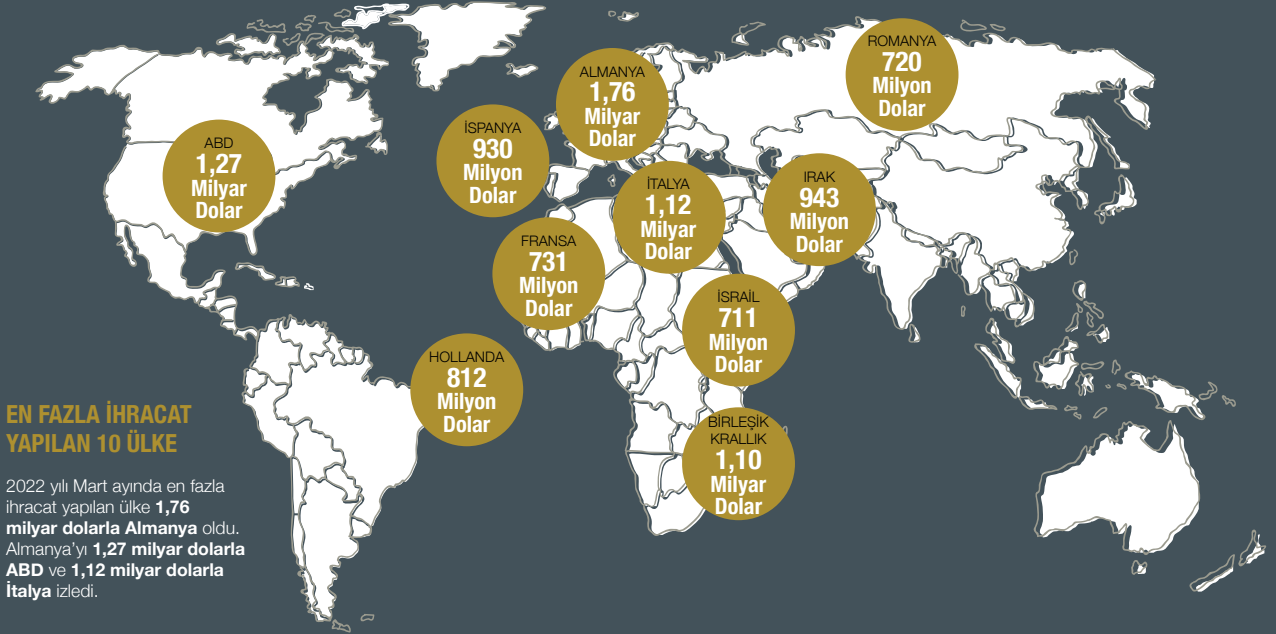 ROMANYA
720
Milyon
Dolar
ALMANYA
1,76
Milyar
Dolar
İSPANYA
930
Milyon
Dolar
ABD
1,27
Milyar
Dolar
İTALYA
1,12
Milyar
Dolar
IRAK
943
Milyon
Dolar
FRANSA
731
Milyon
Dolar
İSRAİL
711
Milyon
Dolar
HOLLANDA
812
Milyon
Dolar
BİRLEŞİK
KRALLIK
1,10
Milyar
Dolar
EN FAZLA İHRACAT
YAPILAN 10 ÜLKE
2022 yılı Mart ayında en fazla
ihracat yapılan ülke 1,76
milyar dolarla Almanya oldu.
Almanya’yı 1,27 milyar dolarla
ABD ve 1,12 milyar dolarla
İtalya izledi.